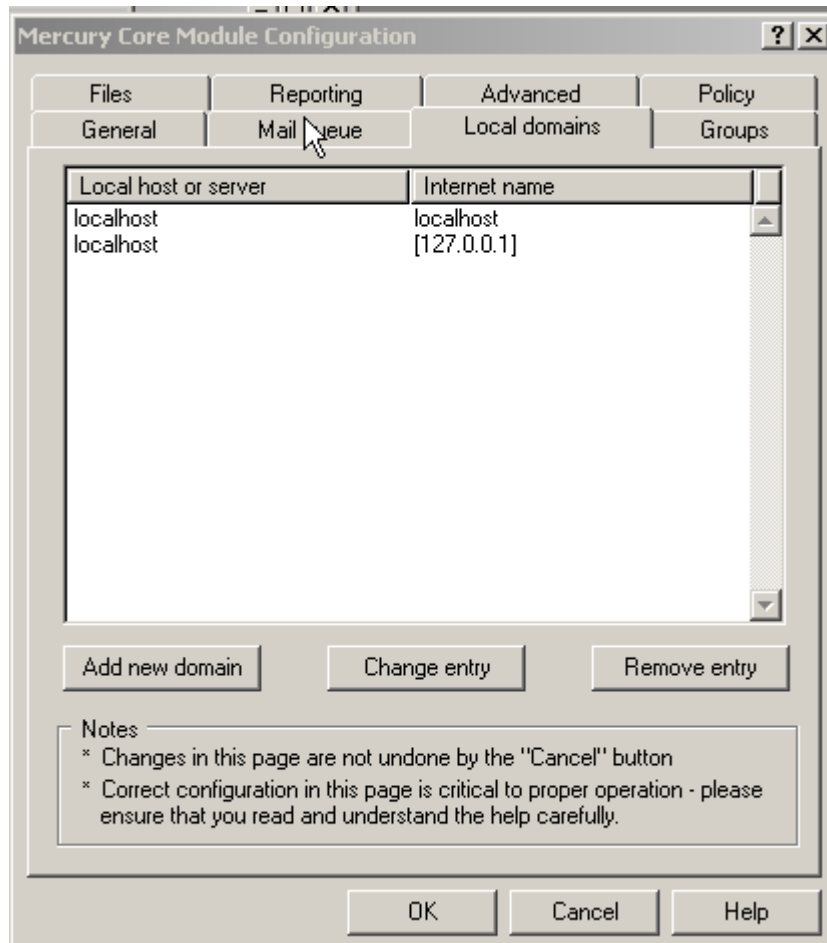 Mercury Core Module Configuration
Files Reporting Advanced Policy
General Mail Queue Local domains Groups
Local host or server Internet name
localhost localhost
localhost [127.0.0.1]
Add new domain Change entry Remove entry
Notes
* Changes in this page are not undone by the "Cancel" button
* Correct configuration in this page is critical to proper operation - please
ensure that you read and understand the help carefully.
OK Cancel Help